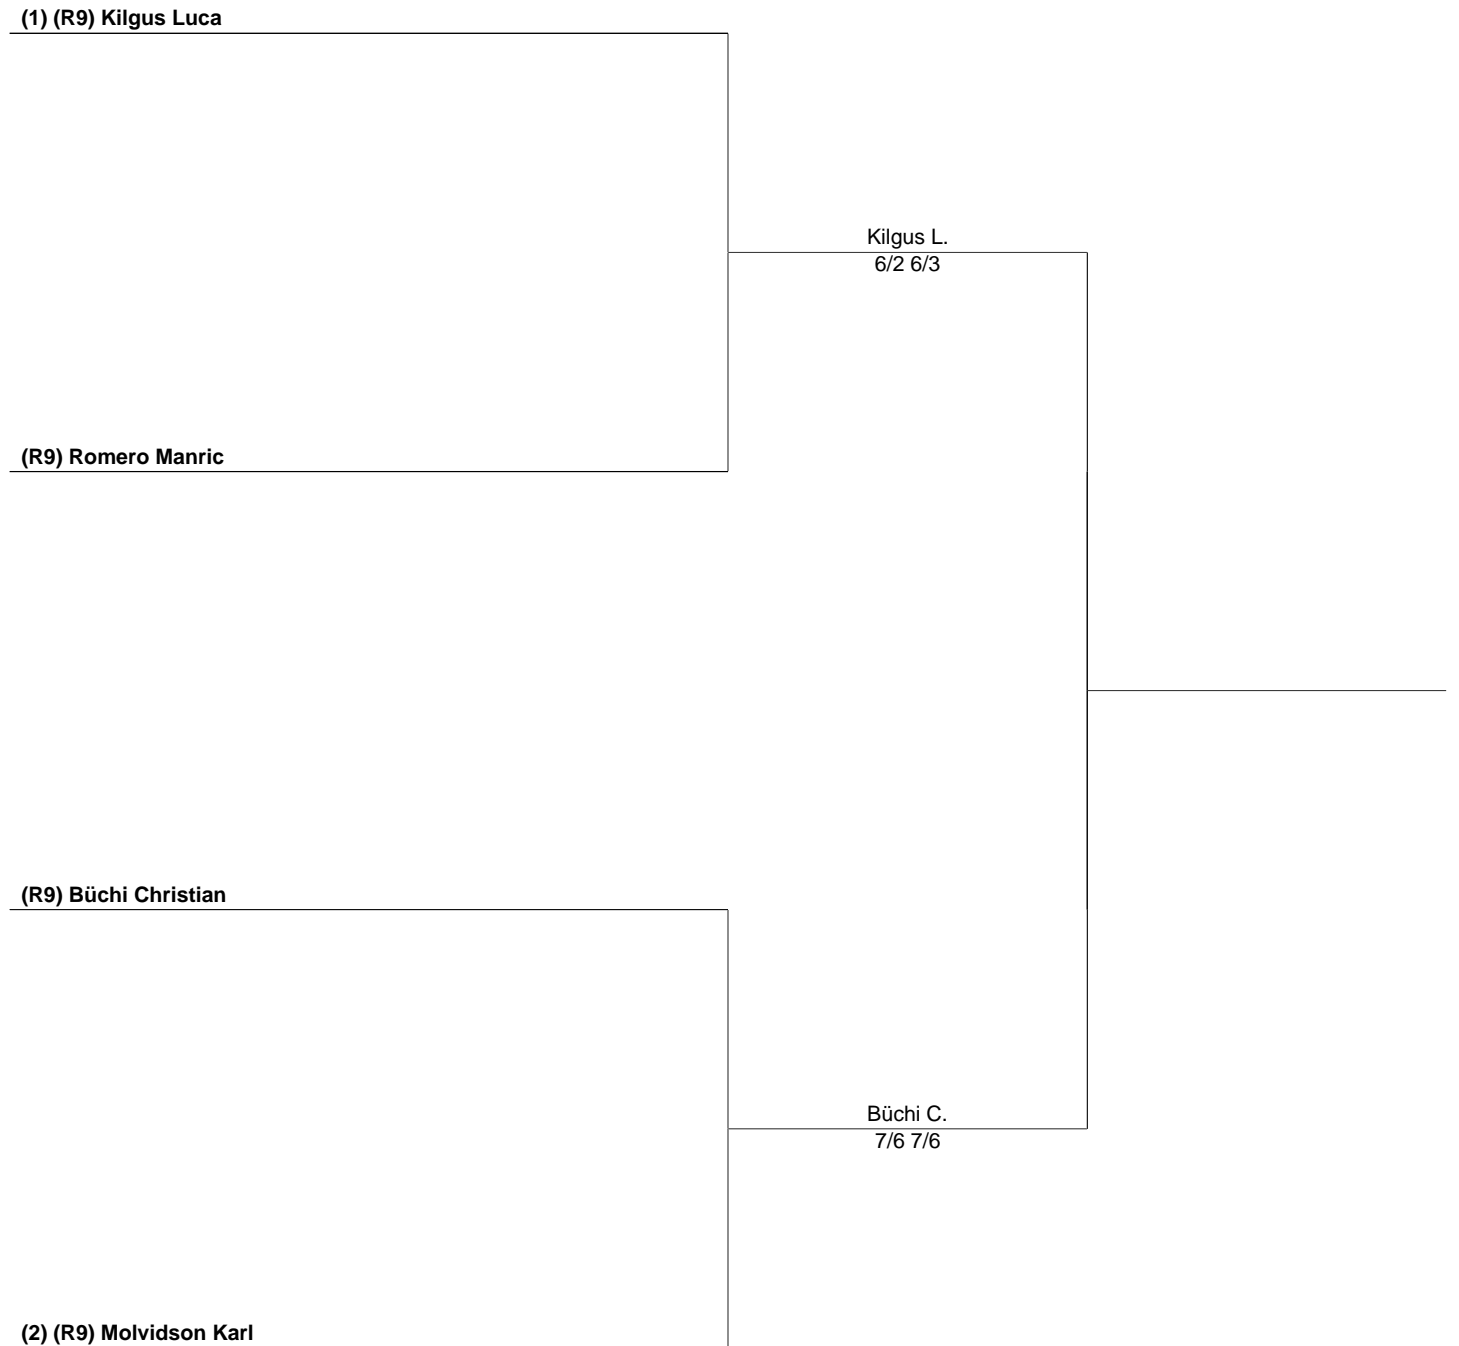 (1) (R9) Kilgus Luca
Kilgus L.
6/2 6/3
(R9) Romero Manric
(R9) Büchi Christian
Büchi C.
7/6 7/6
(2) (R9) Molvidson Karl